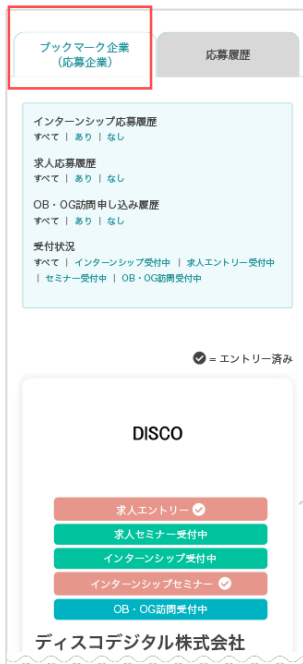 ブックマーク企業
(応募企業)
応募履歴
インターンシップ応募履歴
すべて | あり | なし
求人応募履歴
すべて | あり | なし
OB・OG訪問申し込み履歴
すべて | あり | なし
受付状況
すべて | インターンシップ受付中 | 求人エントリー受付中
| セミナー受付中 | OB・OG訪問受付中
= エントリー済み
DISCO
求人エントリー
求人セミナー受付中
インターンシップ受付中
インターンシップセミナー
OB・OG訪問受付中
ディスコデジタル株式会社